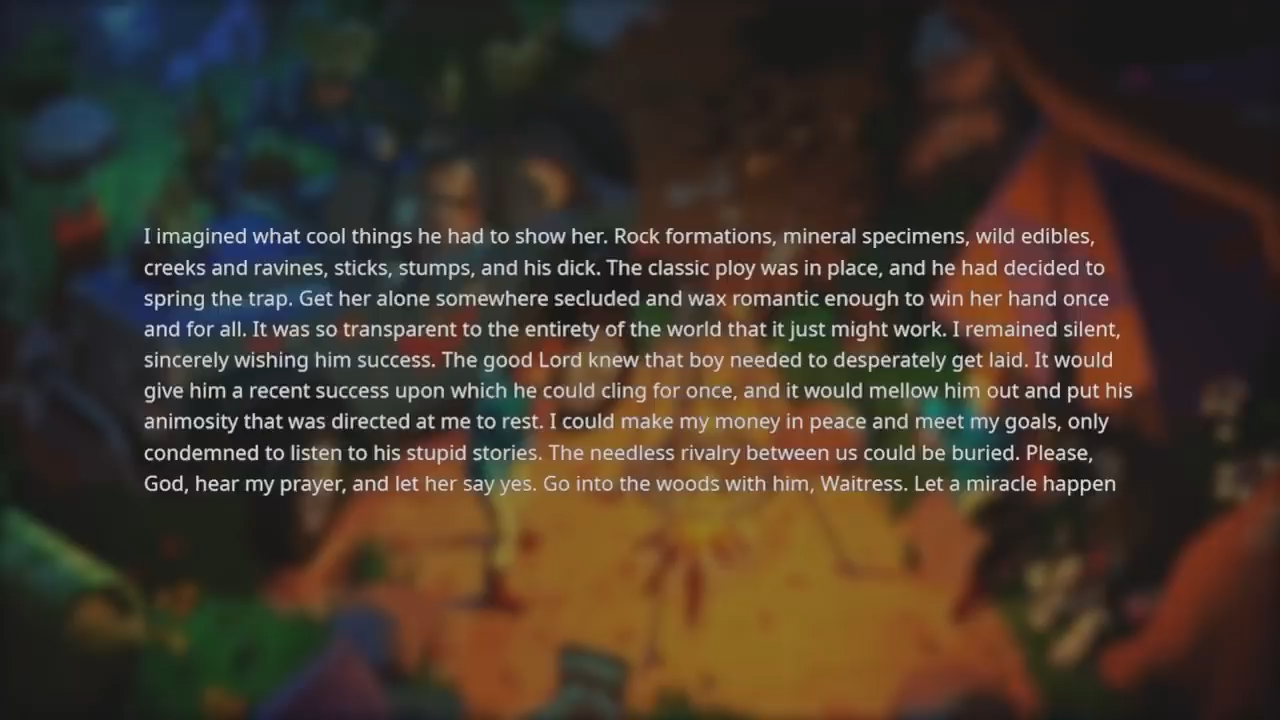 I imagined what cool things he had to show her. Rock formations, mineral specimens, wild edibles,
creeks and ravines, sticks, stumps, and his dick. The classic ploy was in place, and he had decided to
spring the trap. Get her alone somewhere secluded and wax romantic enough to win her hand once
and for all. It was so transparent to the entirety of the world that it just might work. I remained silent,
sincerely wishing him success. The good Lord knew that boy needed to desperately get laid. It would
give him a recent success upon which he could cling for once, and it would mellow him out and put his
animosity that was directed at me to rest. I could make my money in peace and meet my goals, only
condemned to listen to his stupid stories. The needless rivalry between us could be buried. Please,
God, hear my prayer, and let her say yes. Go into the woods with him, Waitress. Let a miracle happen